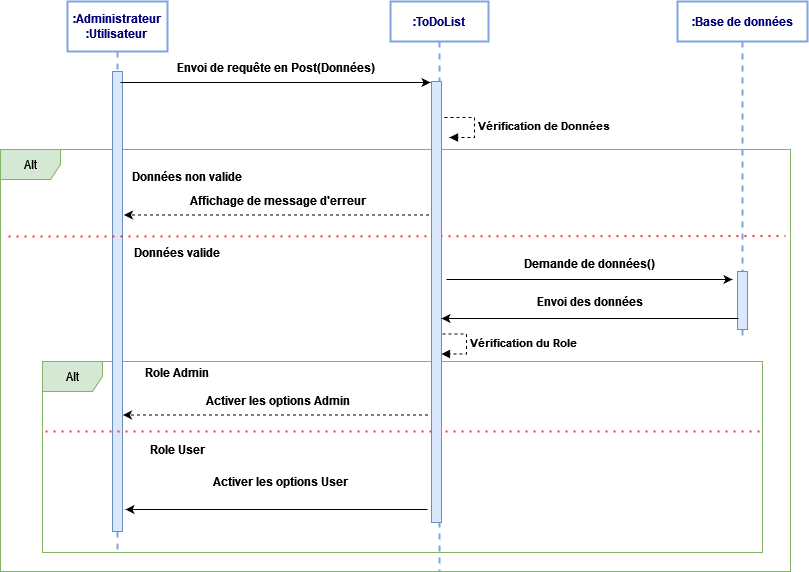 :Administrateur
:Utilisateur
:ToDoList
:Base de données
Envoi de requête en Post(Données)
Vérification de Données
Alt
Données non valide
Affichage de message d'erreur
Données valide
Demande de données()
Envoi des données
Vérification du Role
Alt
Role Admin
Activer les options Admin
Role User
Activer les options User